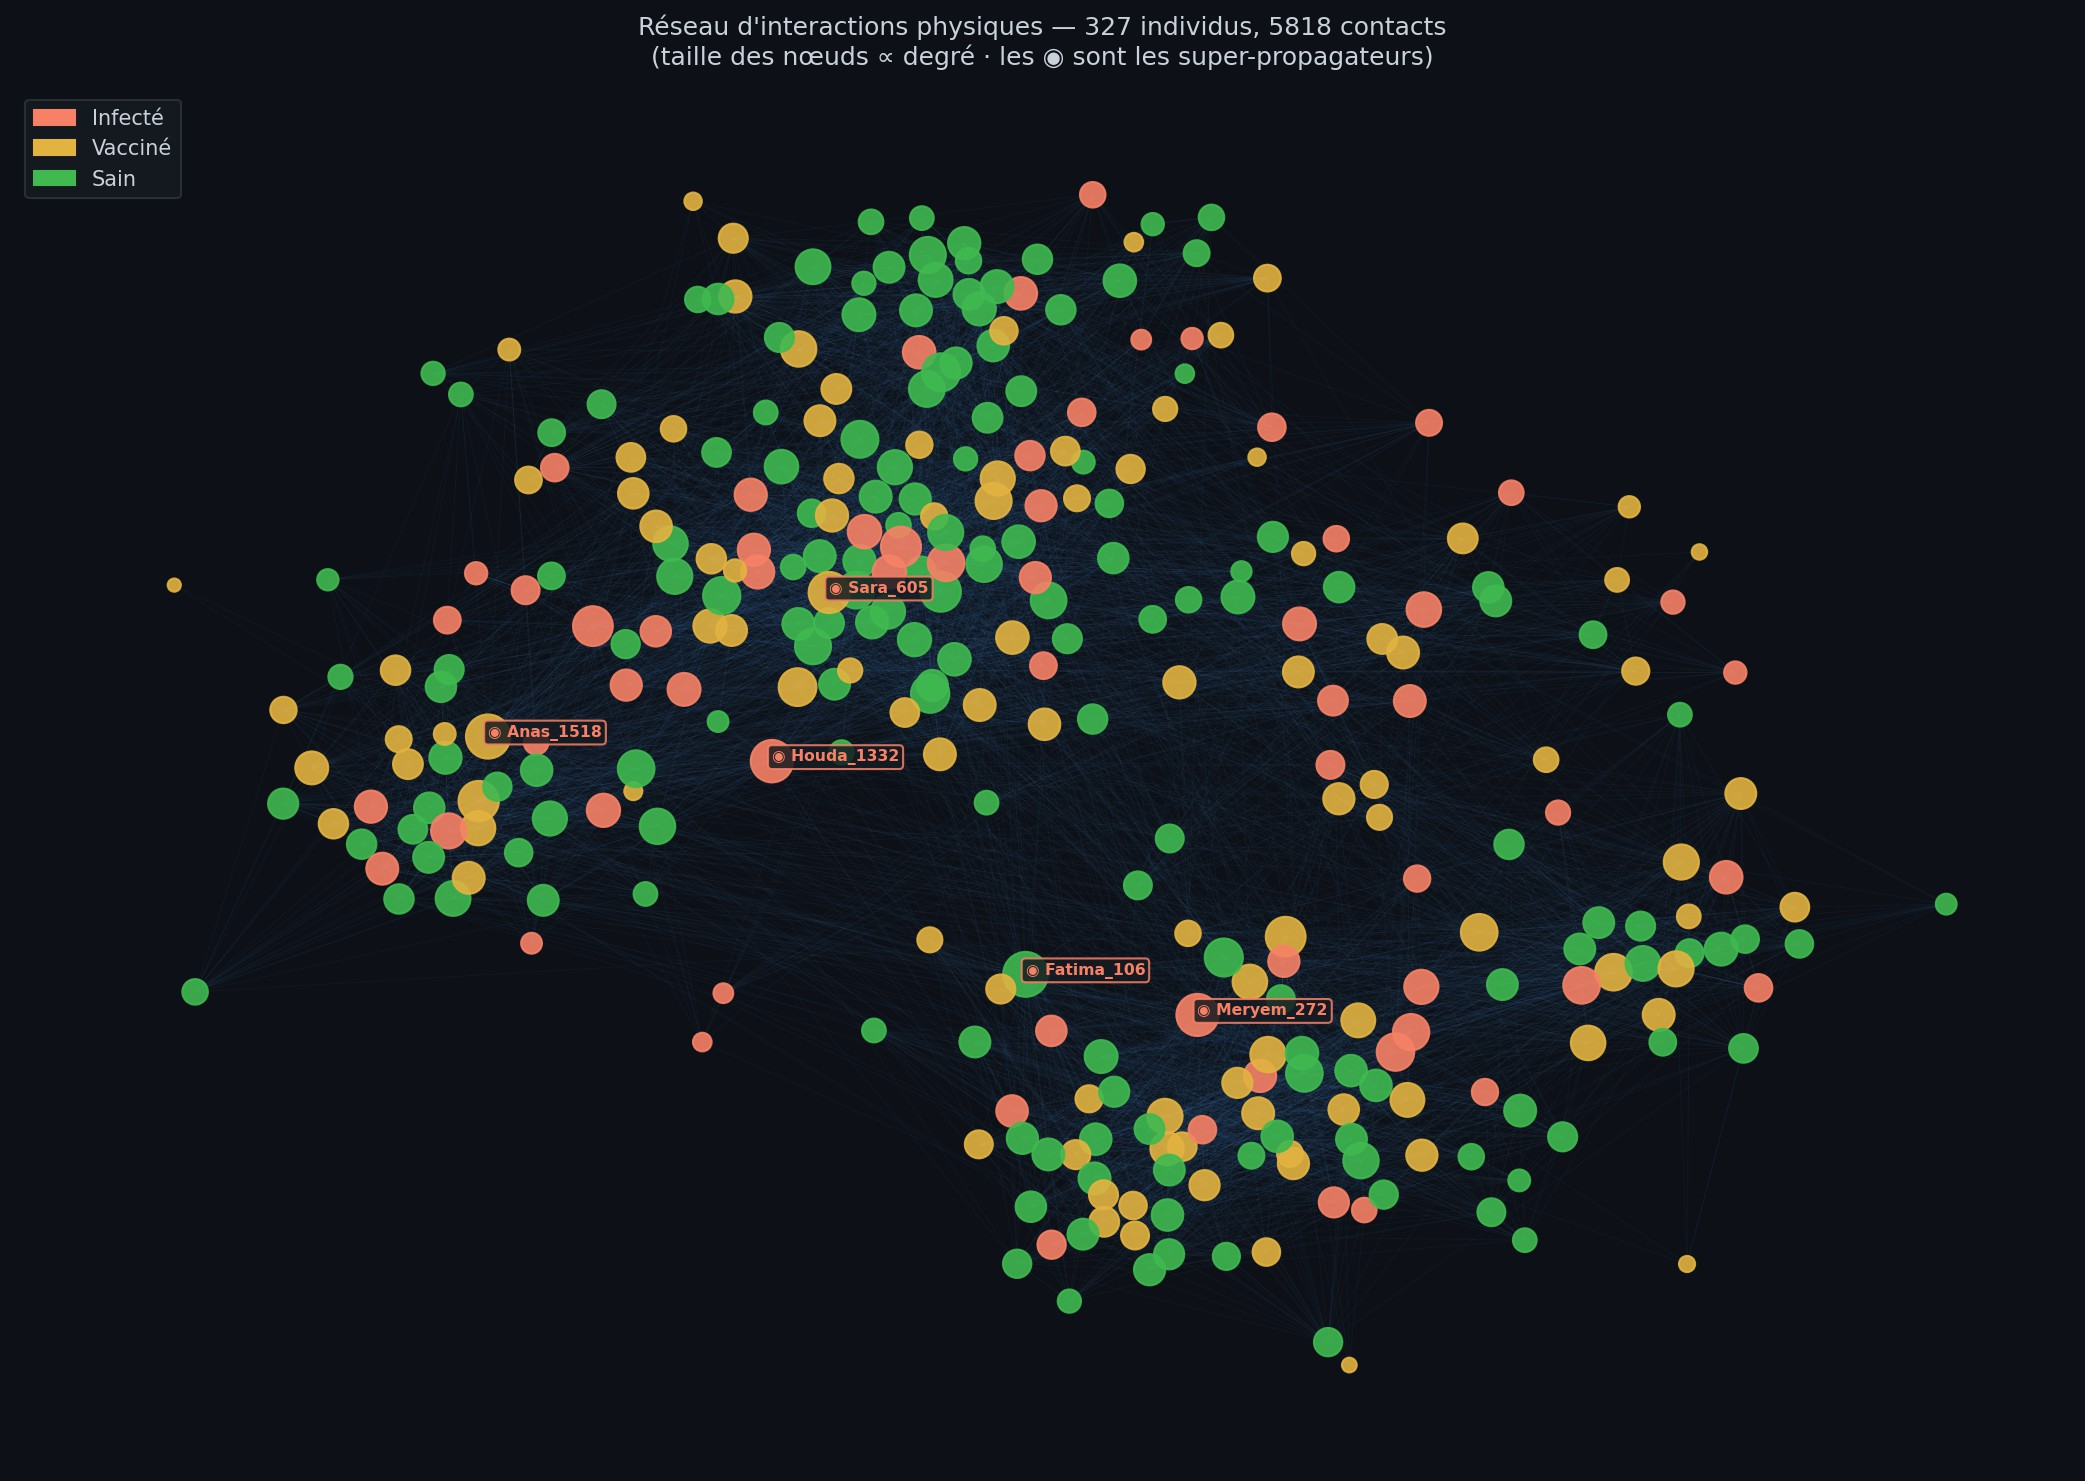 Réseau d'interactions physiques — 327 individus, 5818 contacts
(taille des nœuds ∝ degré · les ◉ sont les super-propagateurs)
Infecté
Vacciné
Sain
◉ Sara_605
◉ Anas_1518
◉ Houda_1332
◉ Fatima_106
◉ Meryem_272